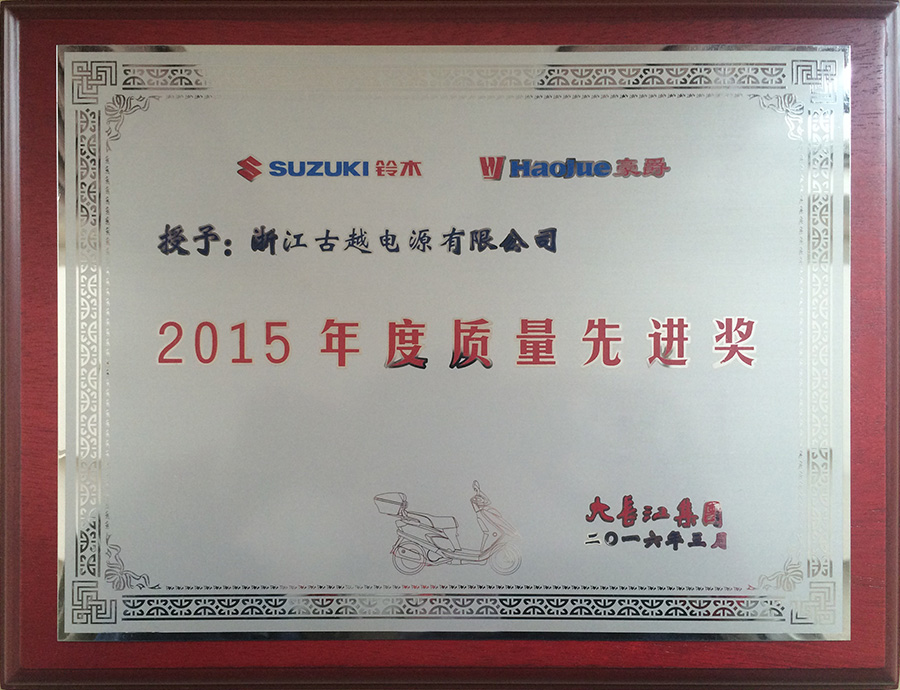 SUZUKI 铃木 HaoJue 豪爵
授予：浙江古越电源有限公司
2015年度质量先进奖
大长江集团
二〇一六年三月